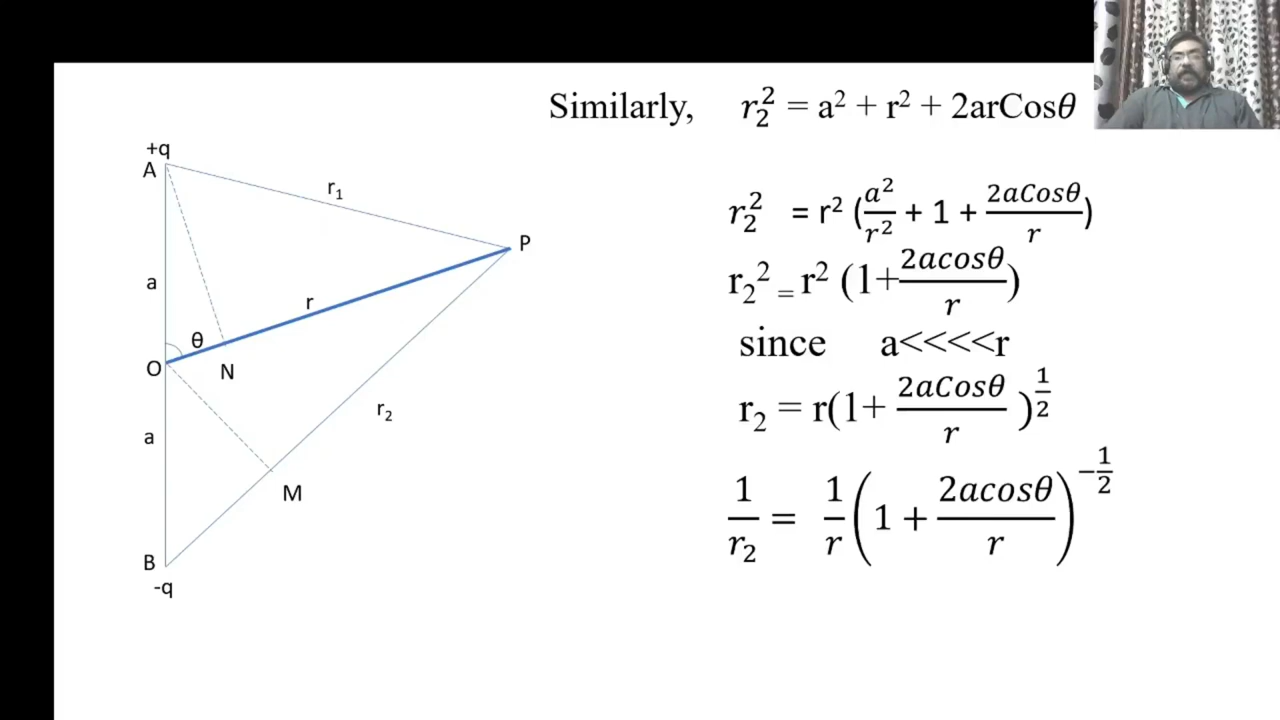 Similarly, r₂² = a² + r² + 2arCosθ
r₂² = r² (a²/r² + 1 + 2aCosθ/r)
r₂² = r² (1+2acosθ/r)
since a<<<<r
r₂ = r(1+ 2aCosθ/r )^1/2
1/r₂ = 1/r (1 + 2acosθ/r)^−1/2
+q
A
r₁
P
a
r
θ
O
N
r₂
a
M
B
-q